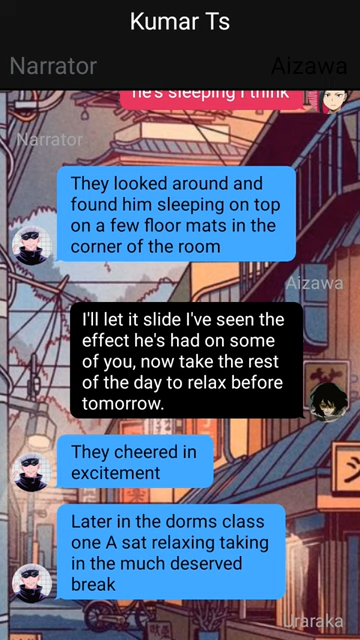 Kumar Ts
Narrator
Aizawa
he's sleeping I think
Narrator
They looked around and
found him sleeping on top
on a few floor mats in the
corner of the room
Aizawa
I'll let it slide I've seen the
effect he's had on some
of you, now take the rest
of the day to relax before
tomorrow.
They cheered in
excitement
Later in the dorms class
one A sat relaxing taking
in the much deserved
break
Uraraka